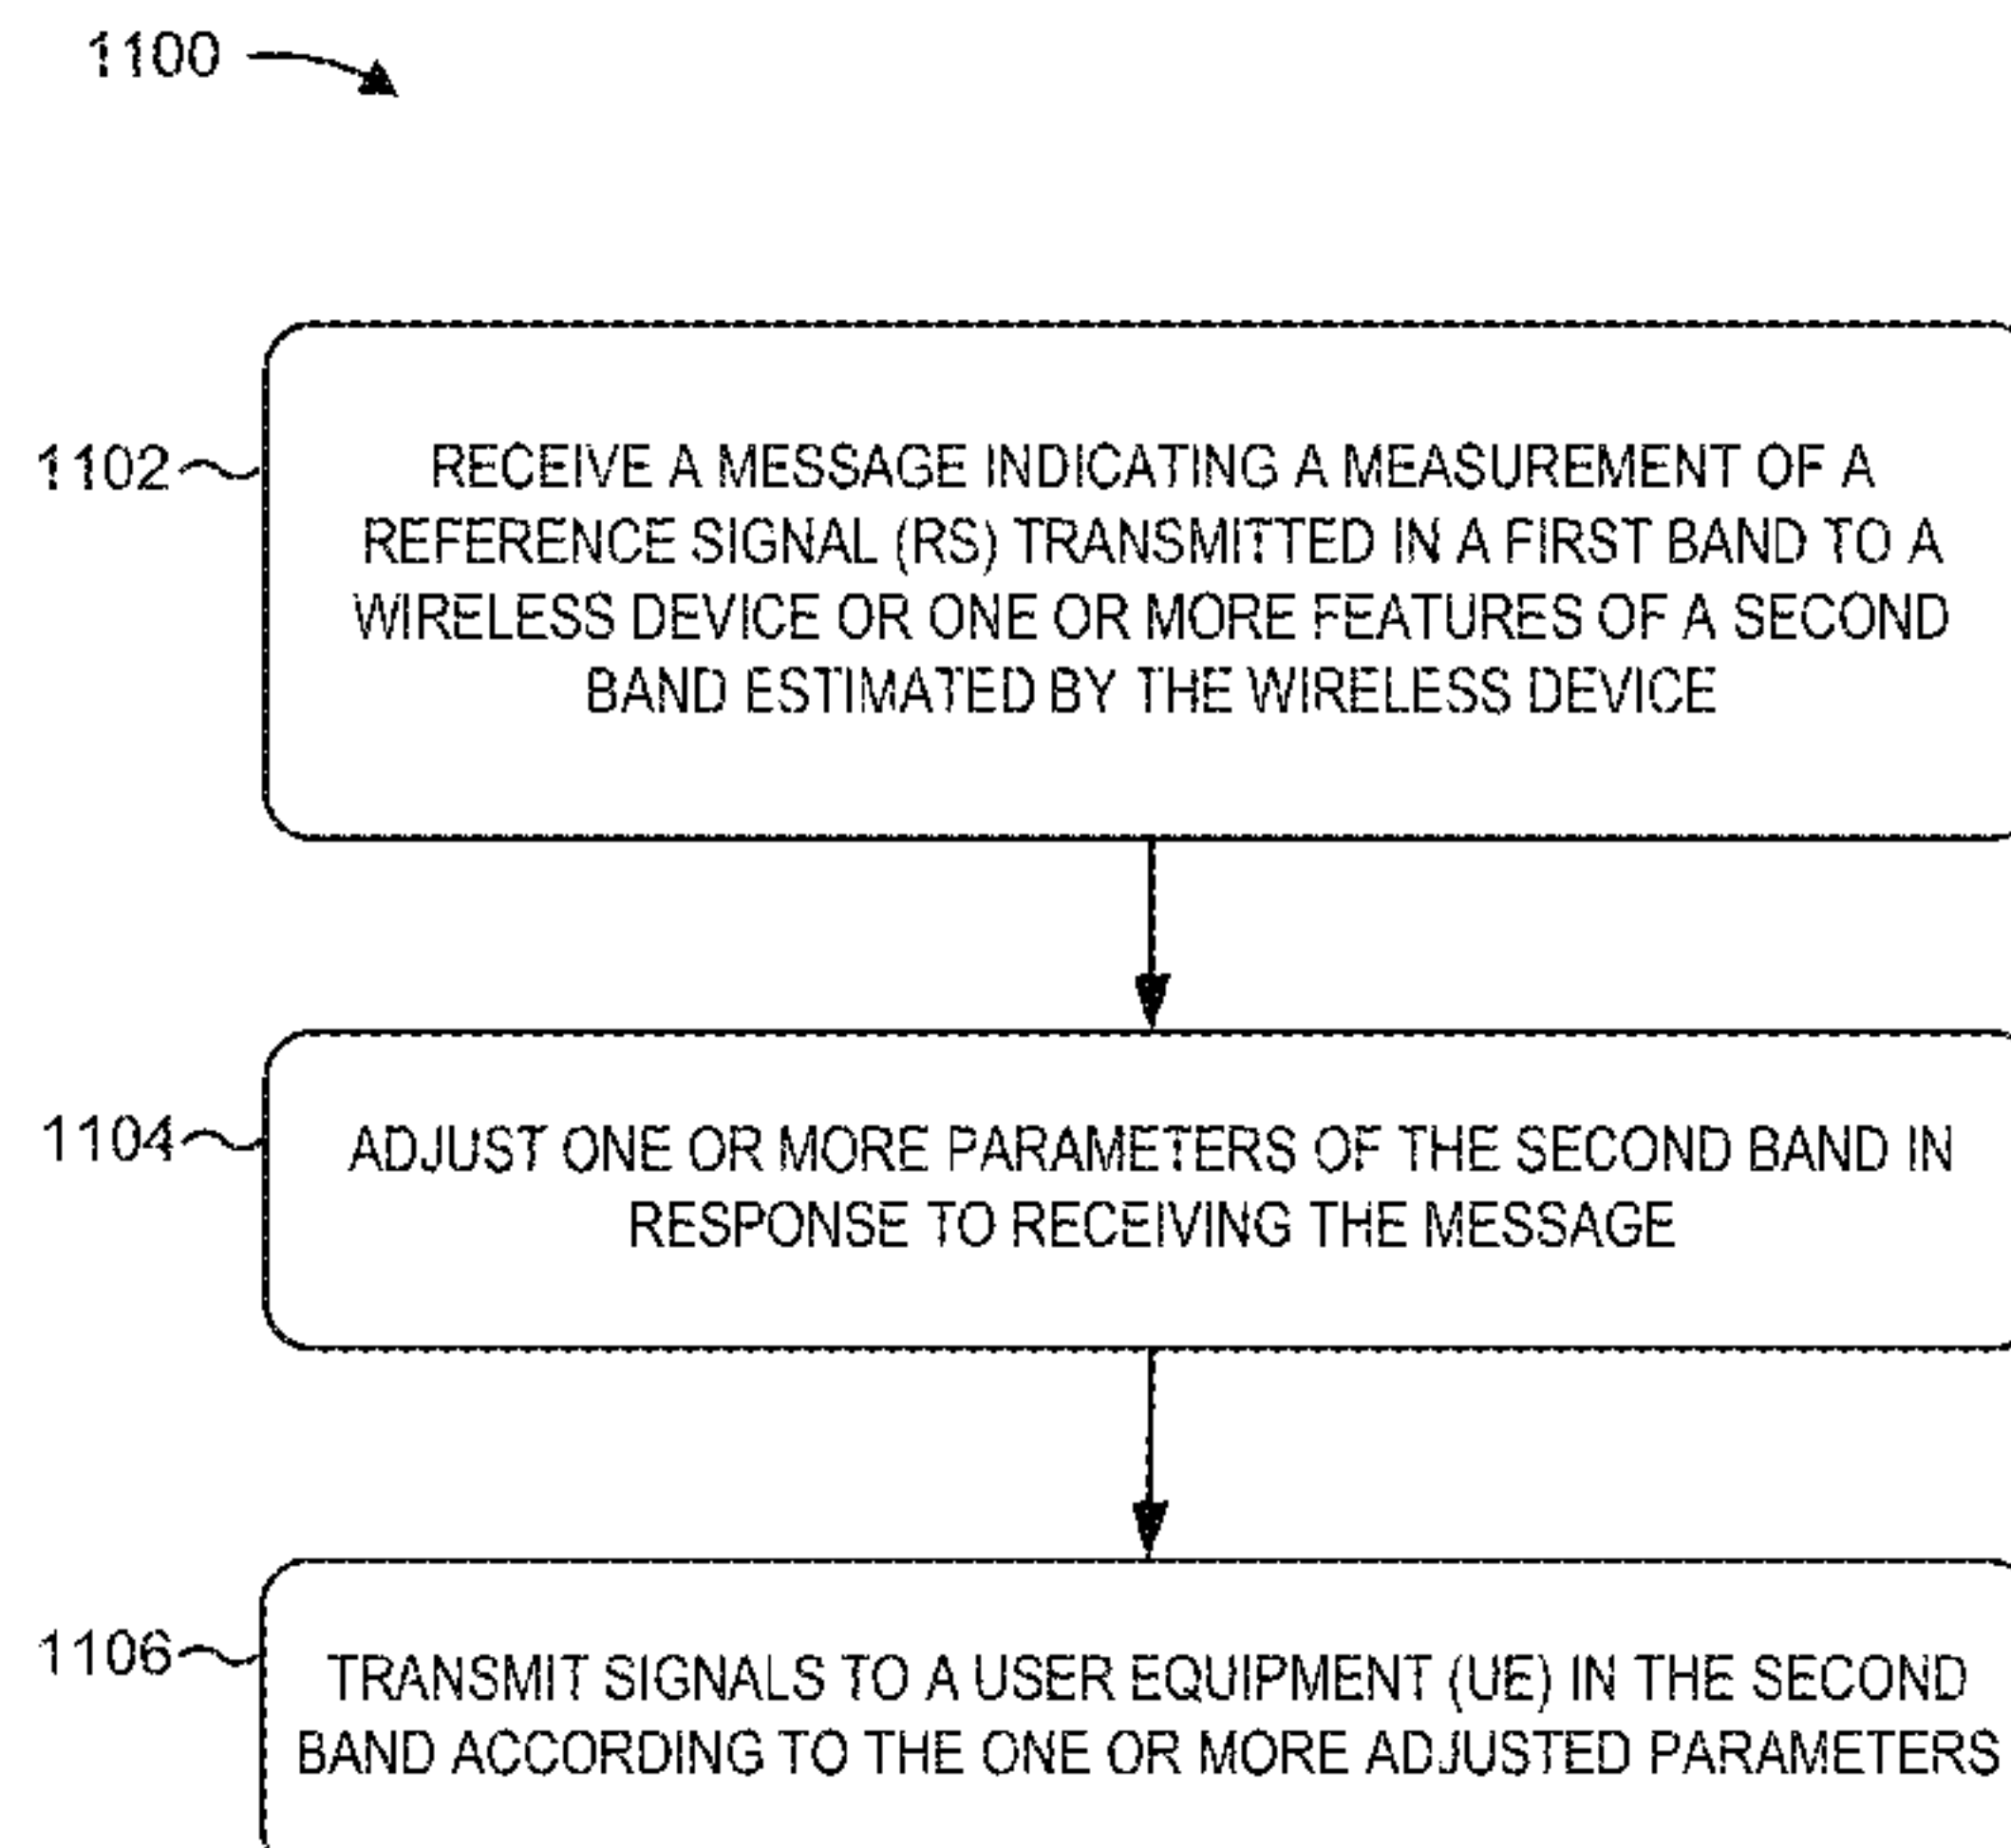 1100
1102
RECEIVE A MESSAGE INDICATING A MEASUREMENT OF A
REFERENCE SIGNAL (RS) TRANSMITTED IN A FIRST BAND TO A
WIRELESS DEVICE OR ONE OR MORE FEATURES OF A SECOND
BAND ESTIMATED BY THE WIRELESS DEVICE
1104
ADJUST ONE OR MORE PARAMETERS OF THE SECOND BAND IN
RESPONSE TO RECEIVING THE MESSAGE
1106
TRANSMIT SIGNALS TO A USER EQUIPMENT (UE) IN THE SECOND
BAND ACCORDING TO THE ONE OR MORE ADJUSTED PARAMETERS